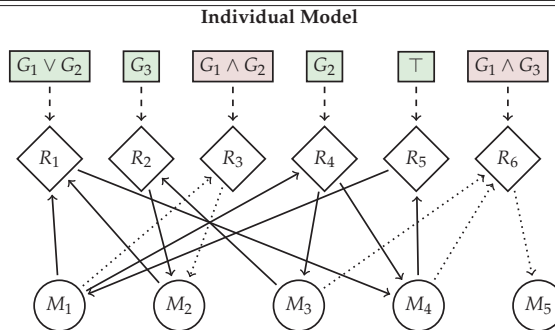 Individual Model
G₁ ∨ G₂ G₃ G₁ ∧ G₂ G₂ ⊤ G₁ ∧ G₃
R₁ R₂ R₃ R₄ R₅ R₆
M₁ M₂ M₃ M₄ M₅